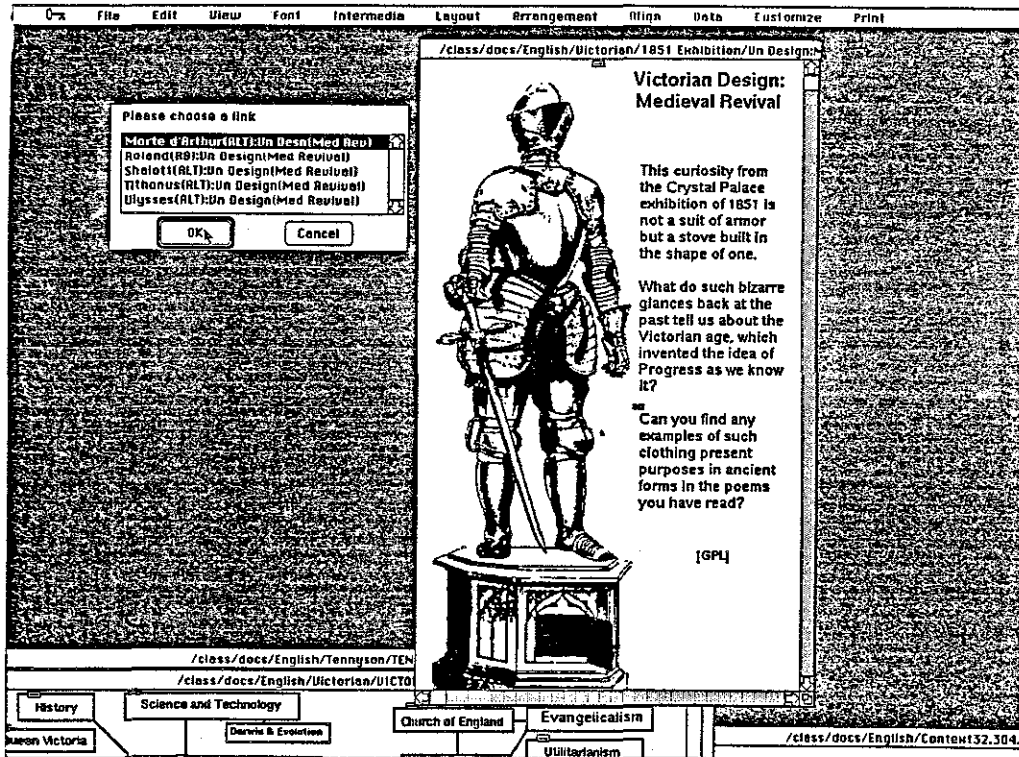 File Edit View Font Intermedia Layout Arrangement Align Data Customize Print
/class/docs/English/Victorian/1851 Exhibition/Vn Design:M
Please choose a link
Morte d'Arthur(ALT):Vn Desn(Med Rev)
Roland(RB):Vn Design(Med Revival)
Shalott(ALT):Vn Design(Med Revival)
Tithonus(ALT):Vn Design(Med Revival)
Ulysses(ALT):Vn Design(Med Revival)
OK
Cancel
Victorian Design:
Medieval Revival
This curiosity from
the Crystal Palace
exhibition of 1851 is
not a suit of armor
but a stove built in
the shape of one.
What do such bizarre
glances back at the
past tell us about the
Victorian age, which
invented the idea of
Progress as we know
it?
Can you find any
examples of such
clothing present
purposes in ancient
forms in the poems
you have read?
[GPL]
/class/docs/English/Tennyson/TEN
/class/docs/English/Victorian/VICTO
History
Science and Technology
Darwin & Evolution
Queen Victoria
Church of England
Evangelicalism
Utilitarianism
/class/docs/English/Context32.304.